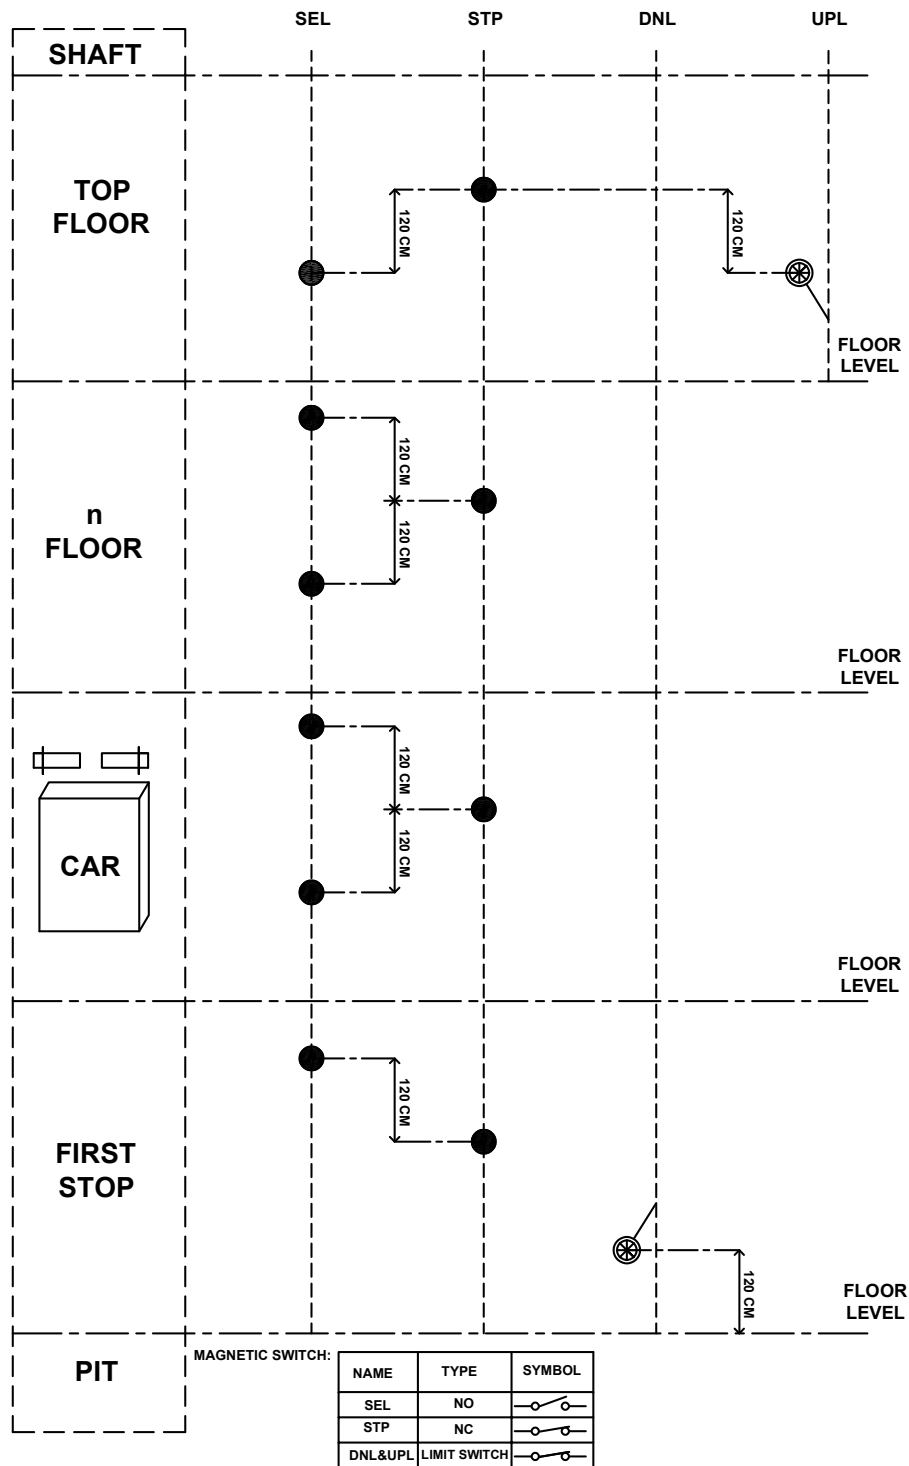 SEL STP DNL UPL
SHAFT
TOP
FLOOR
120 CM
120 CM
FLOOR
LEVEL
n
FLOOR
120 CM
120 CM
FLOOR
LEVEL
CAR
120 CM
120 CM
FLOOR
LEVEL
FIRST
STOP
120 CM
120 CM
FLOOR
LEVEL
PIT
MAGNETIC SWITCH:
NAME TYPE SYMBOL
SEL NO
STP NC
DNL&UPL LIMIT SWITCH